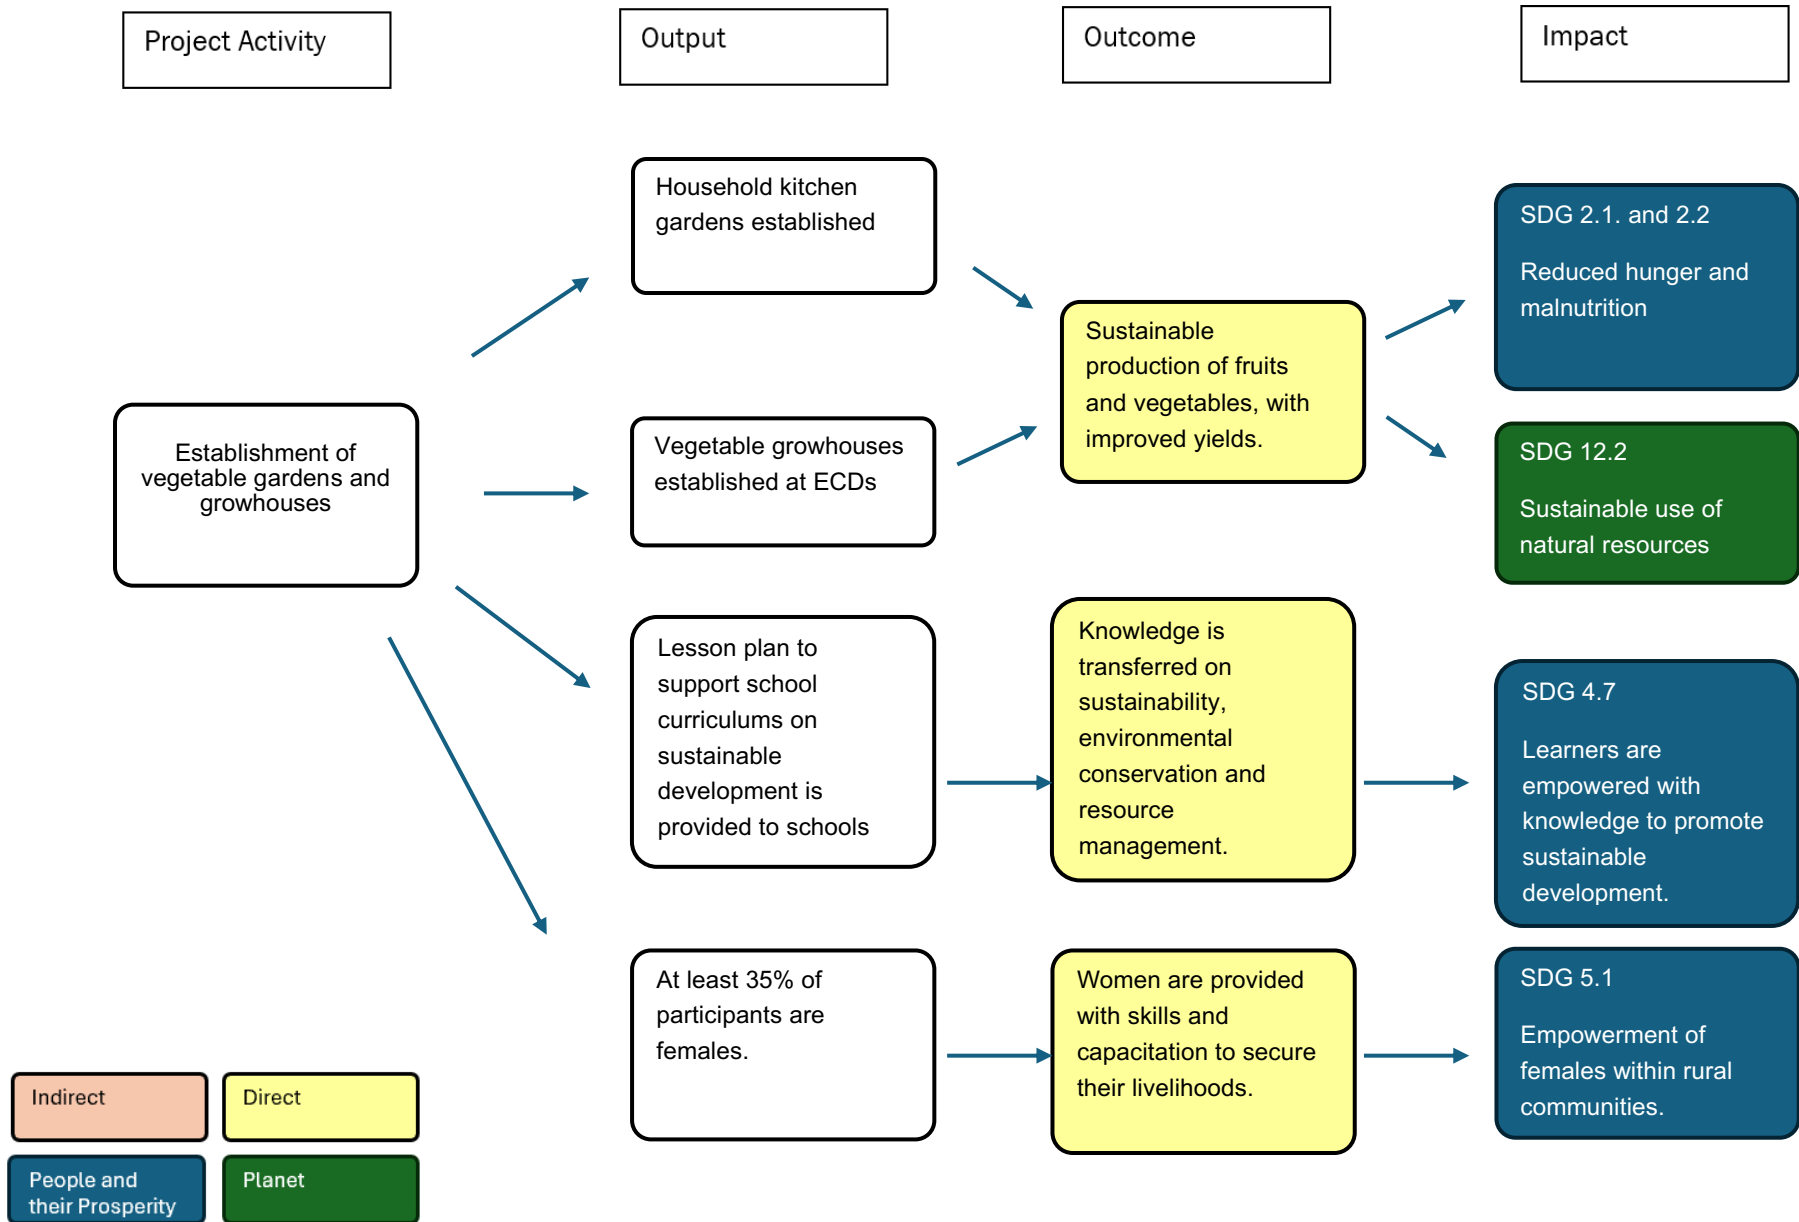 Project Activity
Output
Outcome
Impact
Establishment of
vegetable gardens and
growhouses
Household kitchen
gardens established
Vegetable growhouses
established at ECDs
Lesson plan to
support school
curriculums on
sustainable
development is
provided to schools
At least 35% of
participants are
females.
Sustainable
production of fruits
and vegetables, with
improved yields.
Knowledge is
transferred on
sustainability,
environmental
conservation and
resource
management.
Women are provided
with skills and
capacitation to secure
their livelihoods.
SDG 2.1. and 2.2
Reduced hunger and
malnutrition
SDG 12.2
Sustainable use of
natural resources
SDG 4.7
Learners are
empowered with
knowledge to promote
sustainable
development.
SDG 5.1
Empowerment of
females within rural
communities.
Indirect
Direct
People and
their Prosperity
Planet